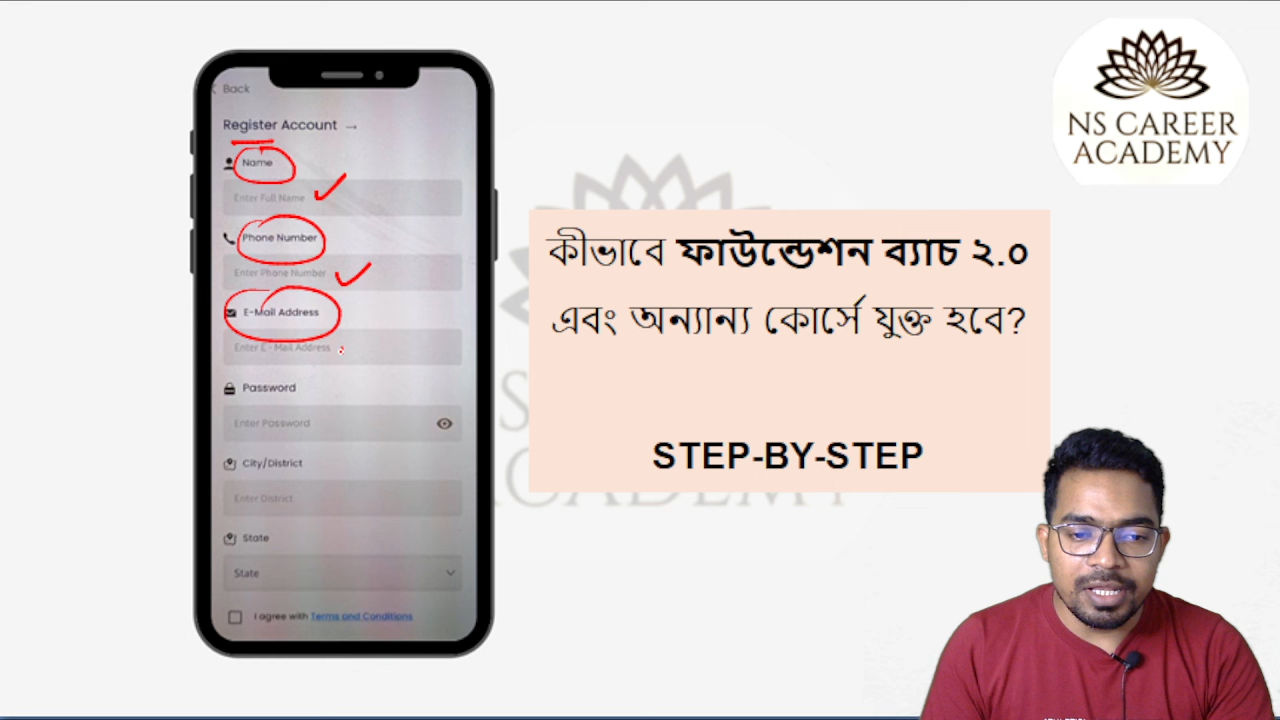 Back
Register Account →
Name
Enter Full Name
Phone Number
Enter Phone Number
E-Mail Address
Enter E - Mail Address
Password
Enter Password
City/District
Enter District
State
State
I agree with Terms and Conditions
কীভাবে ফাউন্ডেশন ব্যাচ ২.০
এবং অন্যান্য কোর্সে যুক্ত হবে?
STEP-BY-STEP
NS CAREER
ACADEMY